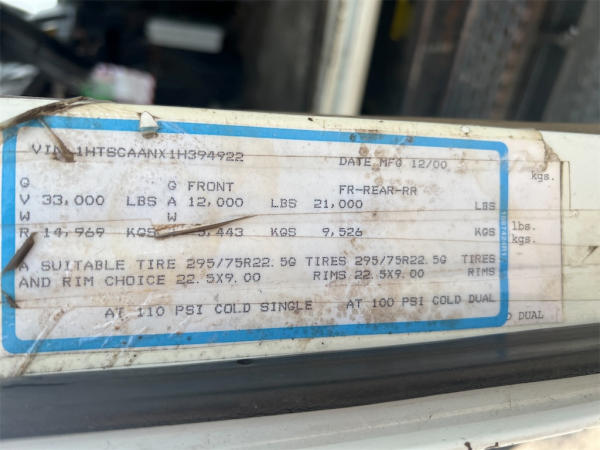 VIN 1HTSCAANX1H394922
DATE MFG 12/00
G G FRONT FR-REAR-RR
V 33,000 LBS A 12,000 LBS 21,000 LBS
W W
R 14,969 KGS 5,443 KGS 9,526 KGS
A SUITABLE TIRE 295/75R22.5G TIRES 295/75R22.5G TIRES
AND RIM CHOICE 22.5X9.00 RIMS 22.5X9.00 RIMS
AT 110 PSI COLD SINGLE AT 100 PSI COLD DUAL
kgs.
lbs.
kgs.
D DUAL